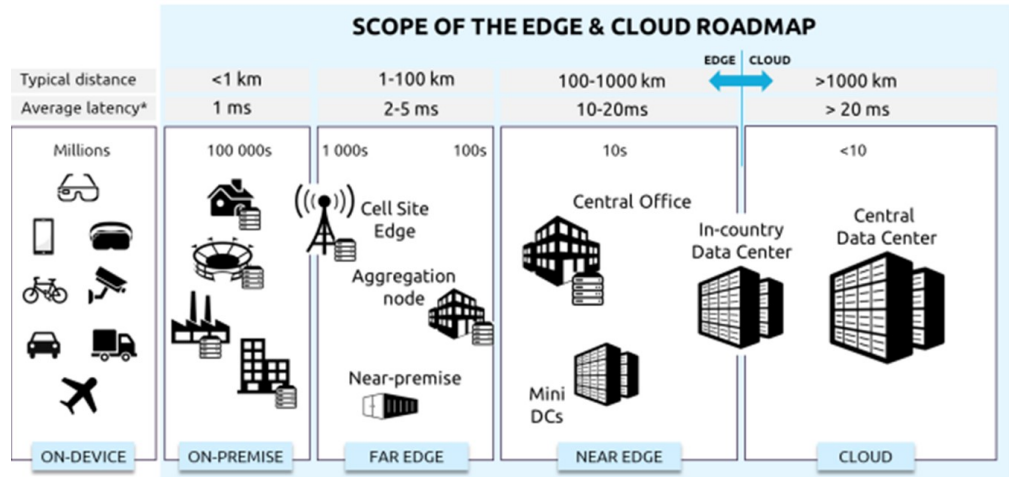 SCOPE OF THE EDGE & CLOUD ROADMAP
EDGE CLOUD
Typical distance <1 km 1-100 km 100-1000 km >1000 km
Average latency* 1 ms 2-5 ms 10-20ms > 20 ms
Millions 100 000s 1 000s 100s 10s <10
Cell Site
Edge
Aggregation
node
Near-premise
Central Office
Mini
DCs
In-country
Data Center
Central
Data Center
ON-DEVICE ON-PREMISE FAR EDGE NEAR EDGE CLOUD